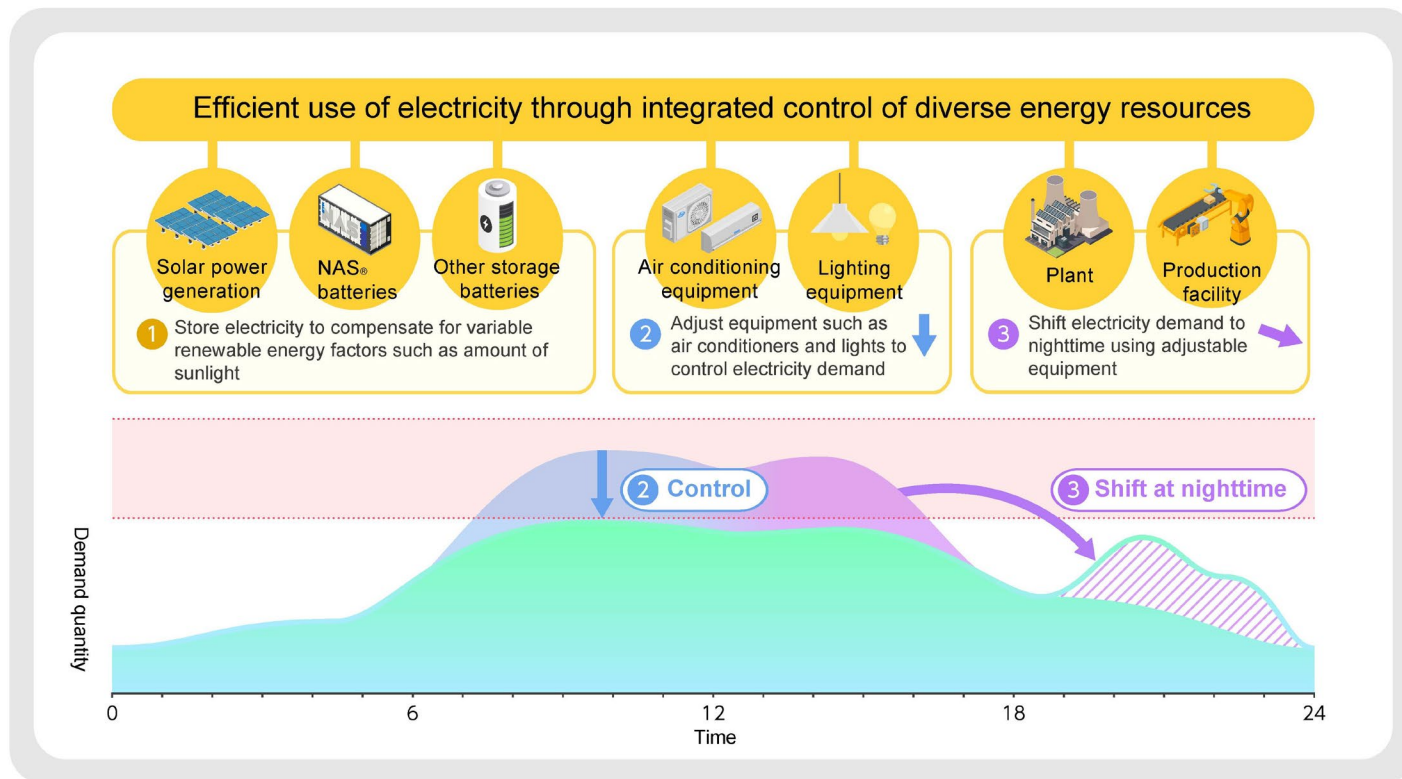 Efficient use of electricity through integrated control of diverse energy resources
Solar power
generation
NAS®
batteries
Other storage
batteries
1 Store electricity to compensate for variable
renewable energy factors such as amount of
sunlight
Air conditioning
equipment
Lighting
equipment
2 Adjust equipment such as
air conditioners and lights to
control electricity demand
Plant
Production
facility
3 Shift electricity demand to
nighttime using adjustable
equipment
2 Control
3 Shift at nighttime
Demand quantity
0 6 12 18 24
Time